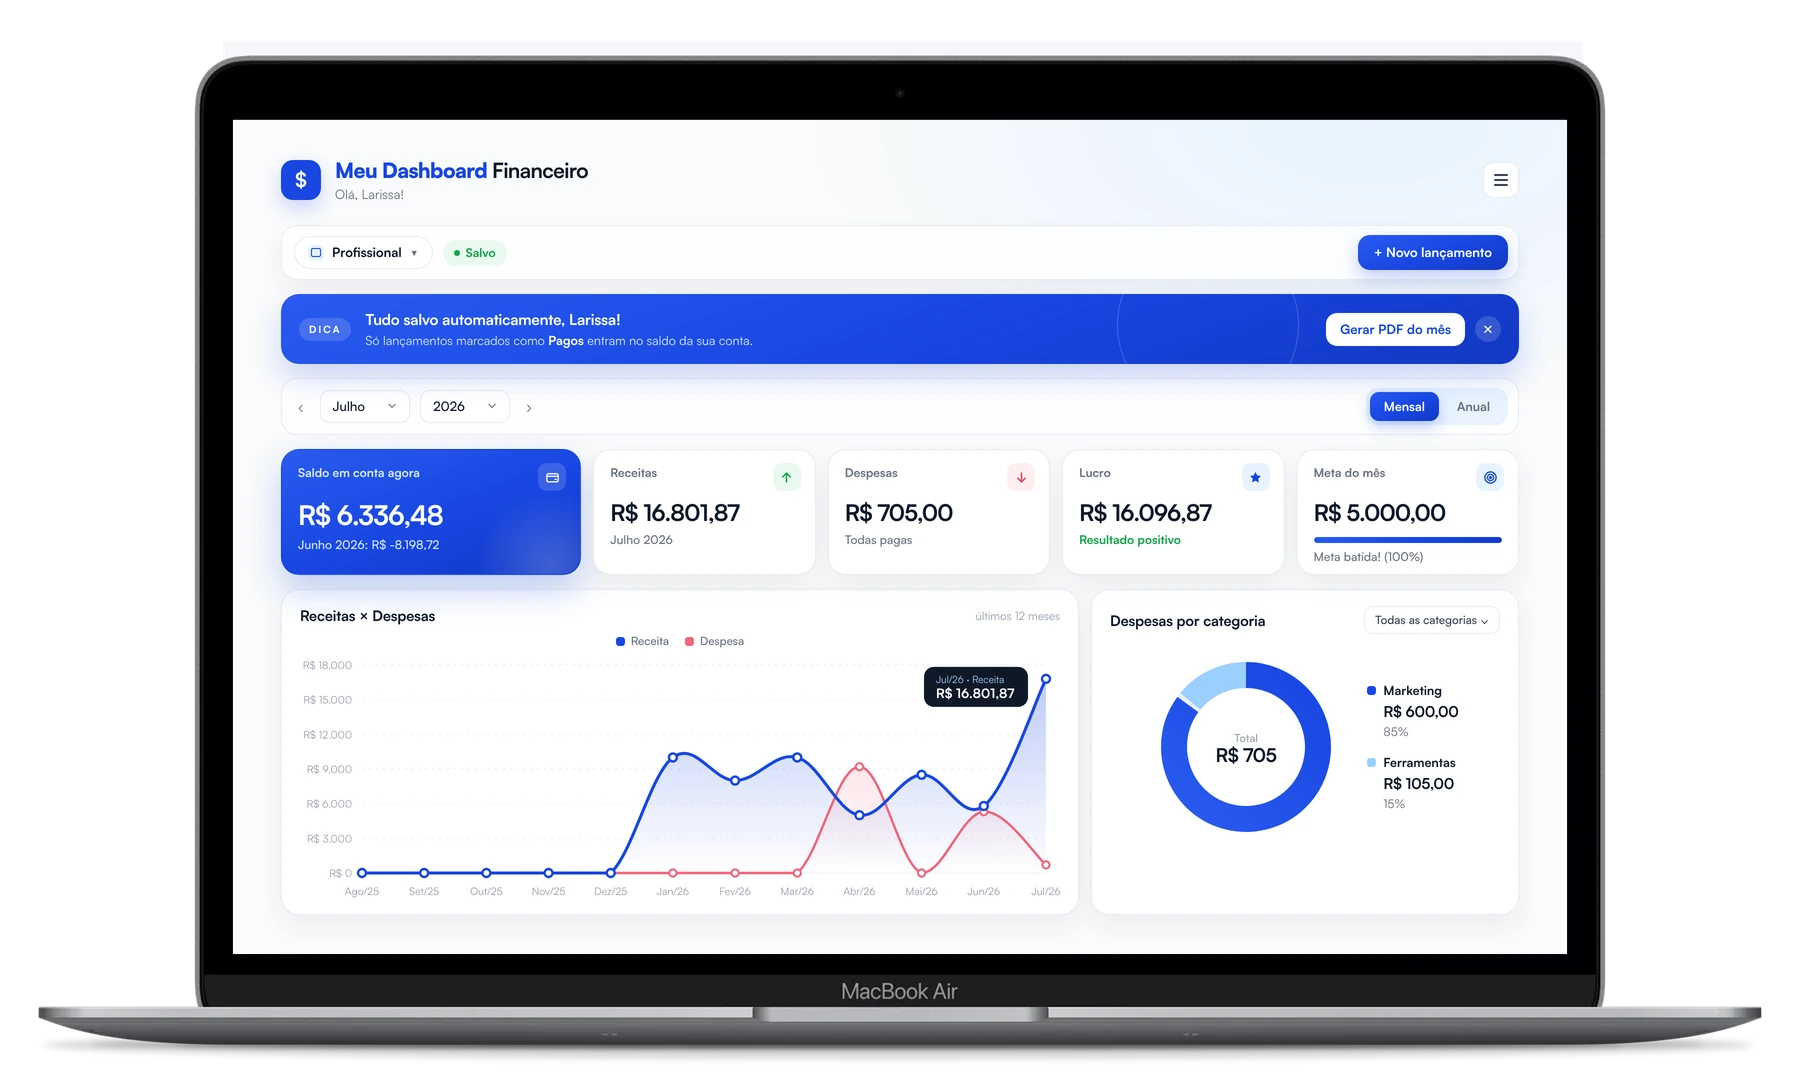 $
Meu Dashboard Financeiro
Olá, Larissa!
Profissional
Salvo
+ Novo lançamento
DICA
Tudo salvo automaticamente, Larissa!
Só lançamentos marcados como Pagos entram no saldo da sua conta.
Gerar PDF do mês
Julho
2026
Mensal
Anual
Saldo em conta agora
R$ 6.336,48
Junho 2026: R$ -8.198,72
Receitas
R$ 16.801,87
Julho 2026
Despesas
R$ 705,00
Todas pagas
Lucro
R$ 16.096,87
Resultado positivo
Meta do mês
R$ 5.000,00
Meta batida! (100%)
Receitas × Despesas
últimos 12 meses
Receita
Despesa
R$ 18.000
R$ 15.000
R$ 12.000
R$ 9.000
R$ 6.000
R$ 3.000
R$ 0
Jul/26 · Receita
R$ 16.801,87
Ago/25
Set/25
Out/25
Nov/25
Dez/25
Jan/26
Fev/26
Mar/26
Abr/26
Mai/26
Jun/26
Jul/26
Despesas por categoria
Todas as categorias
Total
R$ 705
Marketing
R$ 600,00
85%
Ferramentas
R$ 105,00
15%
MacBook Air